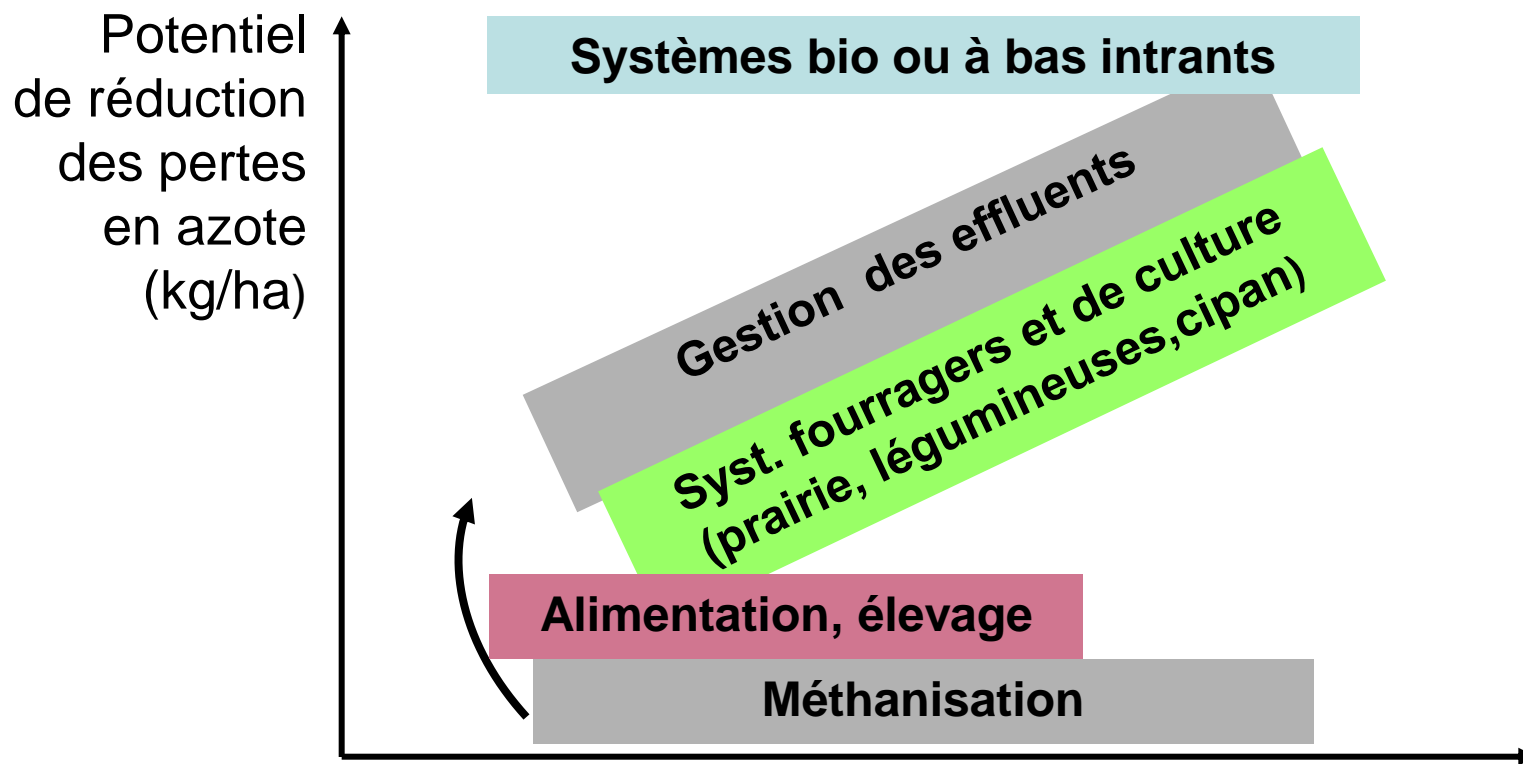 Potentiel
de réduction
des pertes
en azote
(kg/ha)
Systèmes bio ou à bas intrants
Gestion des effluents
Syst. fourragers et de culture
(prairie, légumineuses,cipan)
Alimentation, élevage
Méthanisation